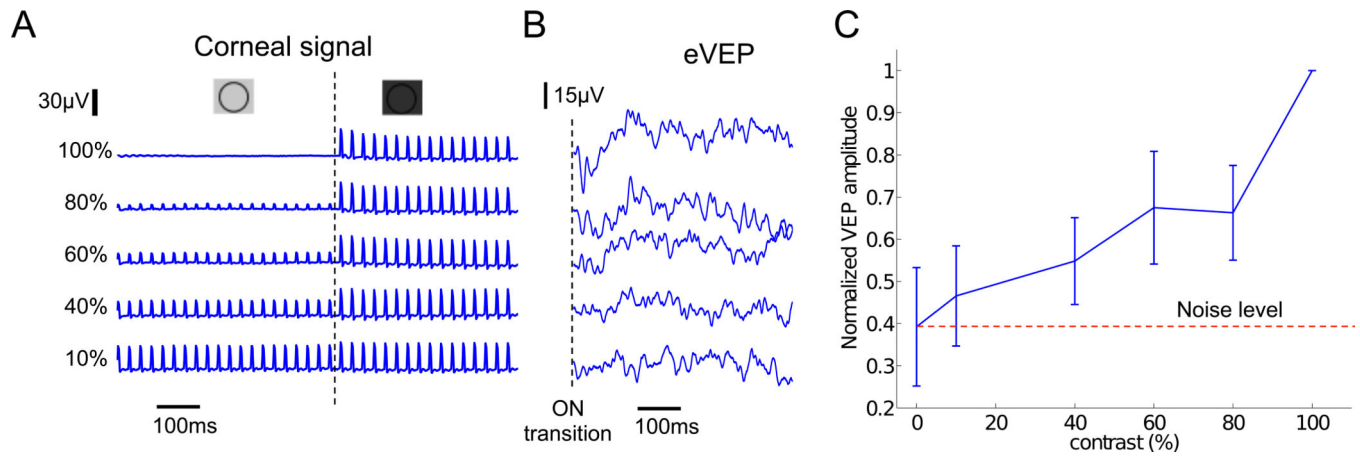 A
Corneal signal
30µV
100%
80%
60%
40%
10%
100ms
B
eVEP
15µV
ON
transition
100ms
C
Normalized VEP amplitude
1
0.9
0.8
0.7
0.6
0.5
0.4
0.3
0.2
Noise level
0
20
40
60
80
100
contrast (%)